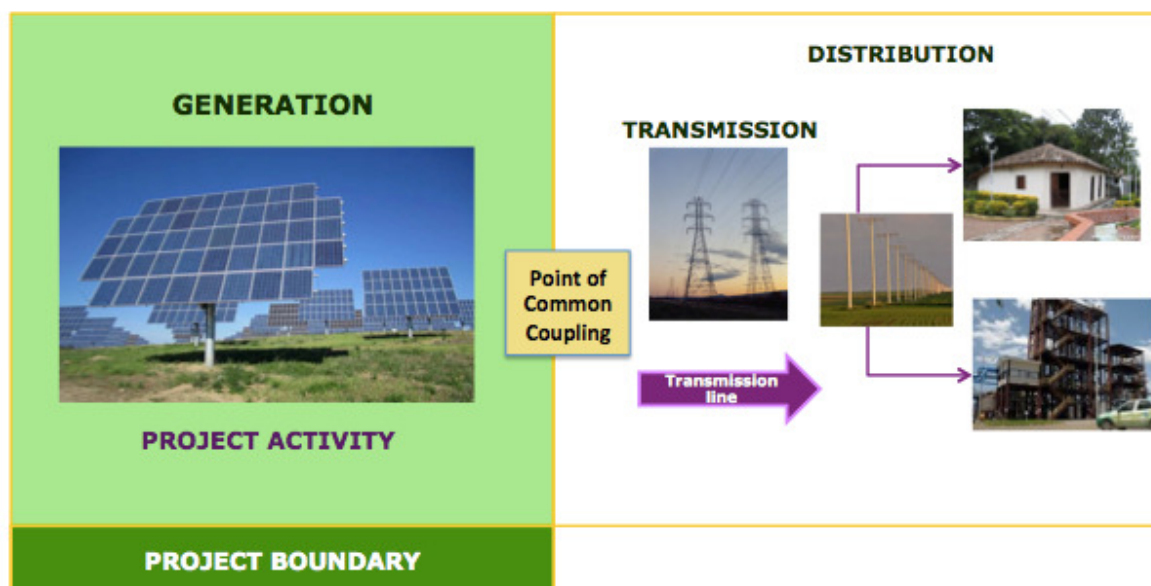 GENERATION
PROJECT ACTIVITY
PROJECT BOUNDARY
Point of
Common
Coupling
DISTRIBUTION
TRANSMISSION
Transmission
line